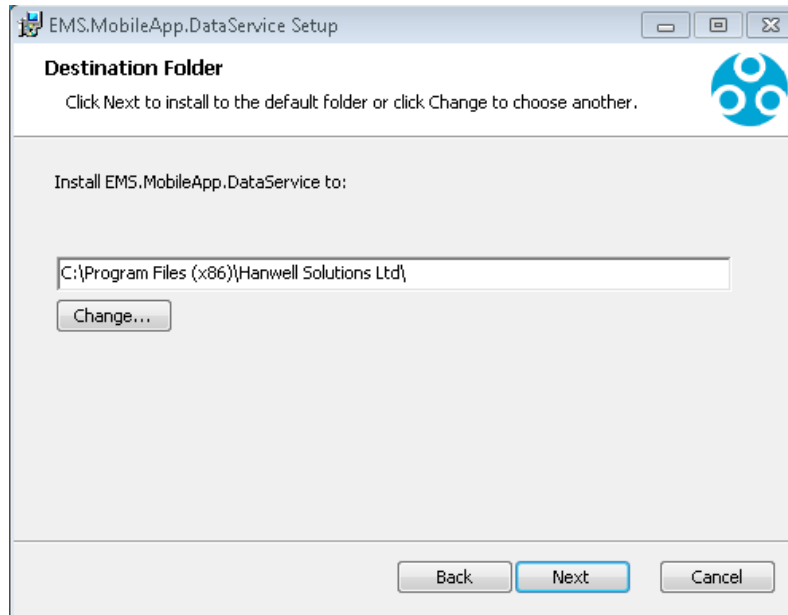 EMS.MobileApp.DataService Setup
Destination Folder
Click Next to install to the default folder or click Change to choose another.
Install EMS.MobileApp.DataService to:
C:\Program Files (x86)\Hanwell Solutions Ltd\
Change...
Back Next Cancel